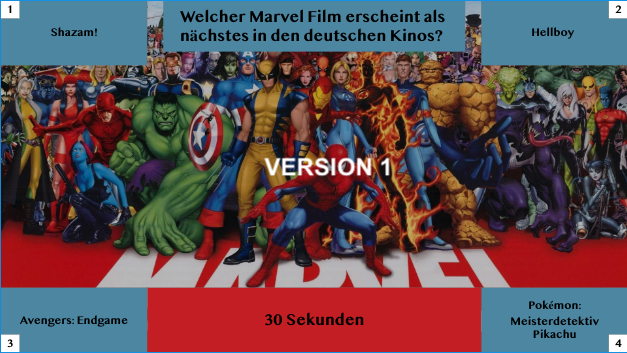 1
Shazam!
Welcher Marvel Film erscheint als
nächstes in den deutschen Kinos?
2
Hellboy
VERSION 1
MARVEL
Avengers: Endgame
3
30 Sekunden
Pokémon:
Meisterdetektiv
Pikachu
4